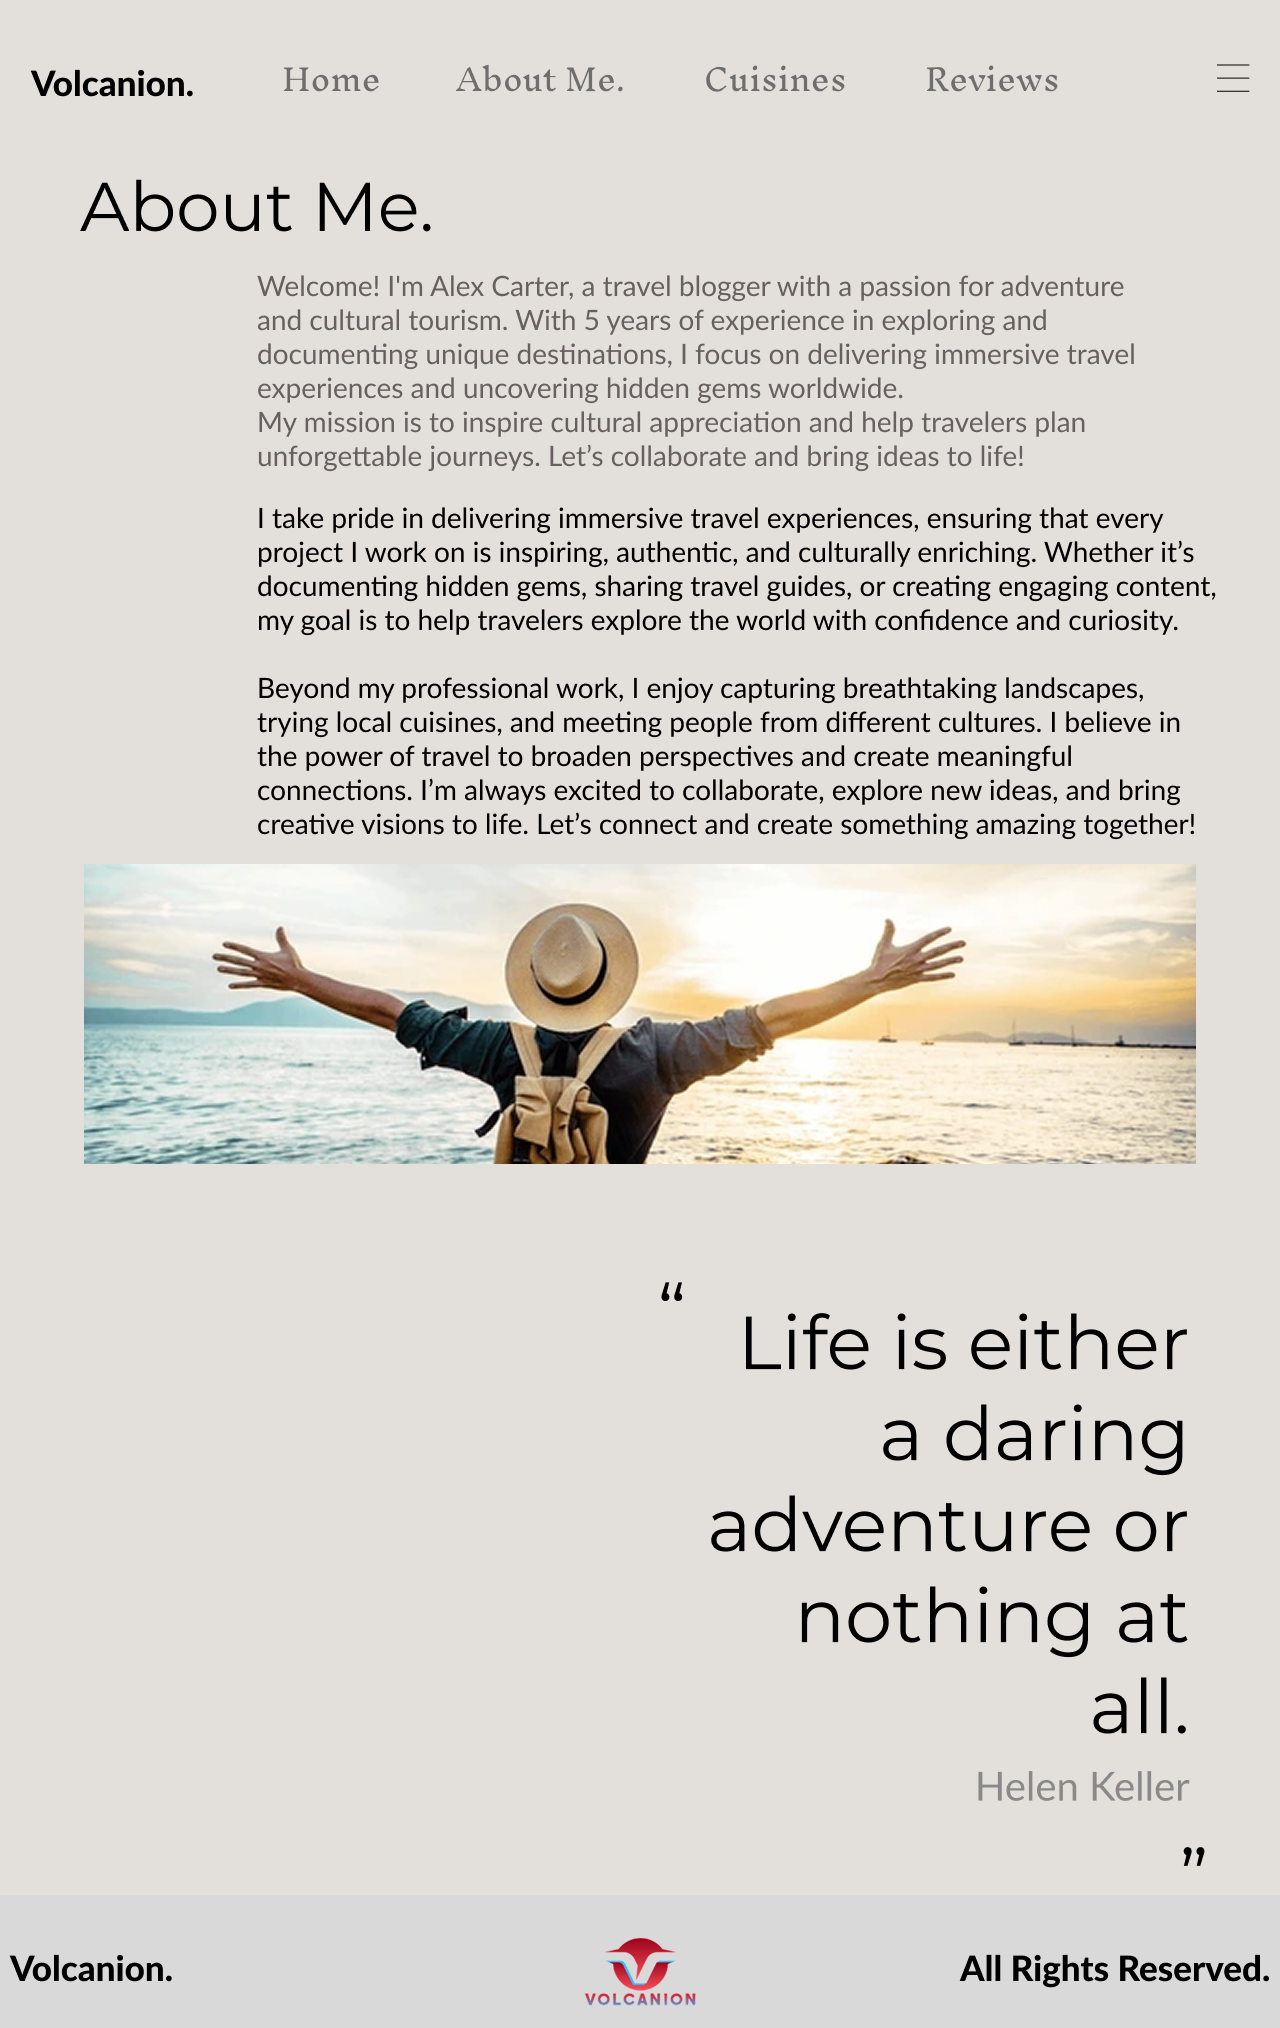 Volcanion.
Home
About Me.
Cuisines
Reviews
About Me.
Welcome! I'm Alex Carter, a travel blogger with a passion for adventure
and cultural tourism. With 5 years of experience in exploring and
documenting unique destinations, I focus on delivering immersive travel
experiences and uncovering hidden gems worldwide.
My mission is to inspire cultural appreciation and help travelers plan
unforgettable journeys. Let’s collaborate and bring ideas to life!
I take pride in delivering immersive travel experiences, ensuring that every
project I work on is inspiring, authentic, and culturally enriching. Whether it’s
documenting hidden gems, sharing travel guides, or creating engaging content,
my goal is to help travelers explore the world with confidence and curiosity.
Beyond my professional work, I enjoy capturing breathtaking landscapes,
trying local cuisines, and meeting people from different cultures. I believe in
the power of travel to broaden perspectives and create meaningful
connections. I’m always excited to collaborate, explore new ideas, and bring
creative visions to life. Let’s connect and create something amazing together!
“
Life is either
a daring
adventure or
nothing at
all.
Helen Keller
”
Volcanion.
VOLCANION
All Rights Reserved.